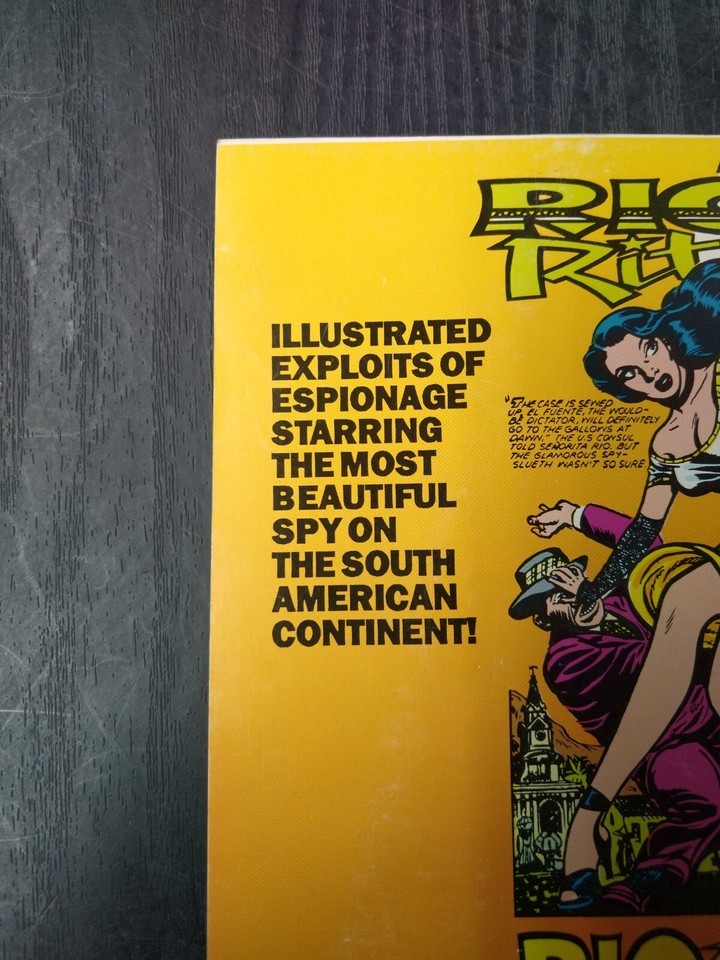 RIO
Rit
ILLUSTRATED
EXPLOITS OF
ESPIONAGE
STARRING
THE MOST
BEAUTIFUL
SPY ON
THE SOUTH
AMERICAN
CONTINENT!
"THE CASE IS SEWED
UP, EL FUENTE, THE WOULD-
BE DICTATOR, WILL DEFINITELY
GO TO THE GALLOWS AT
DAWN." THE U.S CONSUL
TOLD SEÑORITA RIO. BUT
THE GLAMOROUS SPY-
SLUETH WASN'T SO SURE.